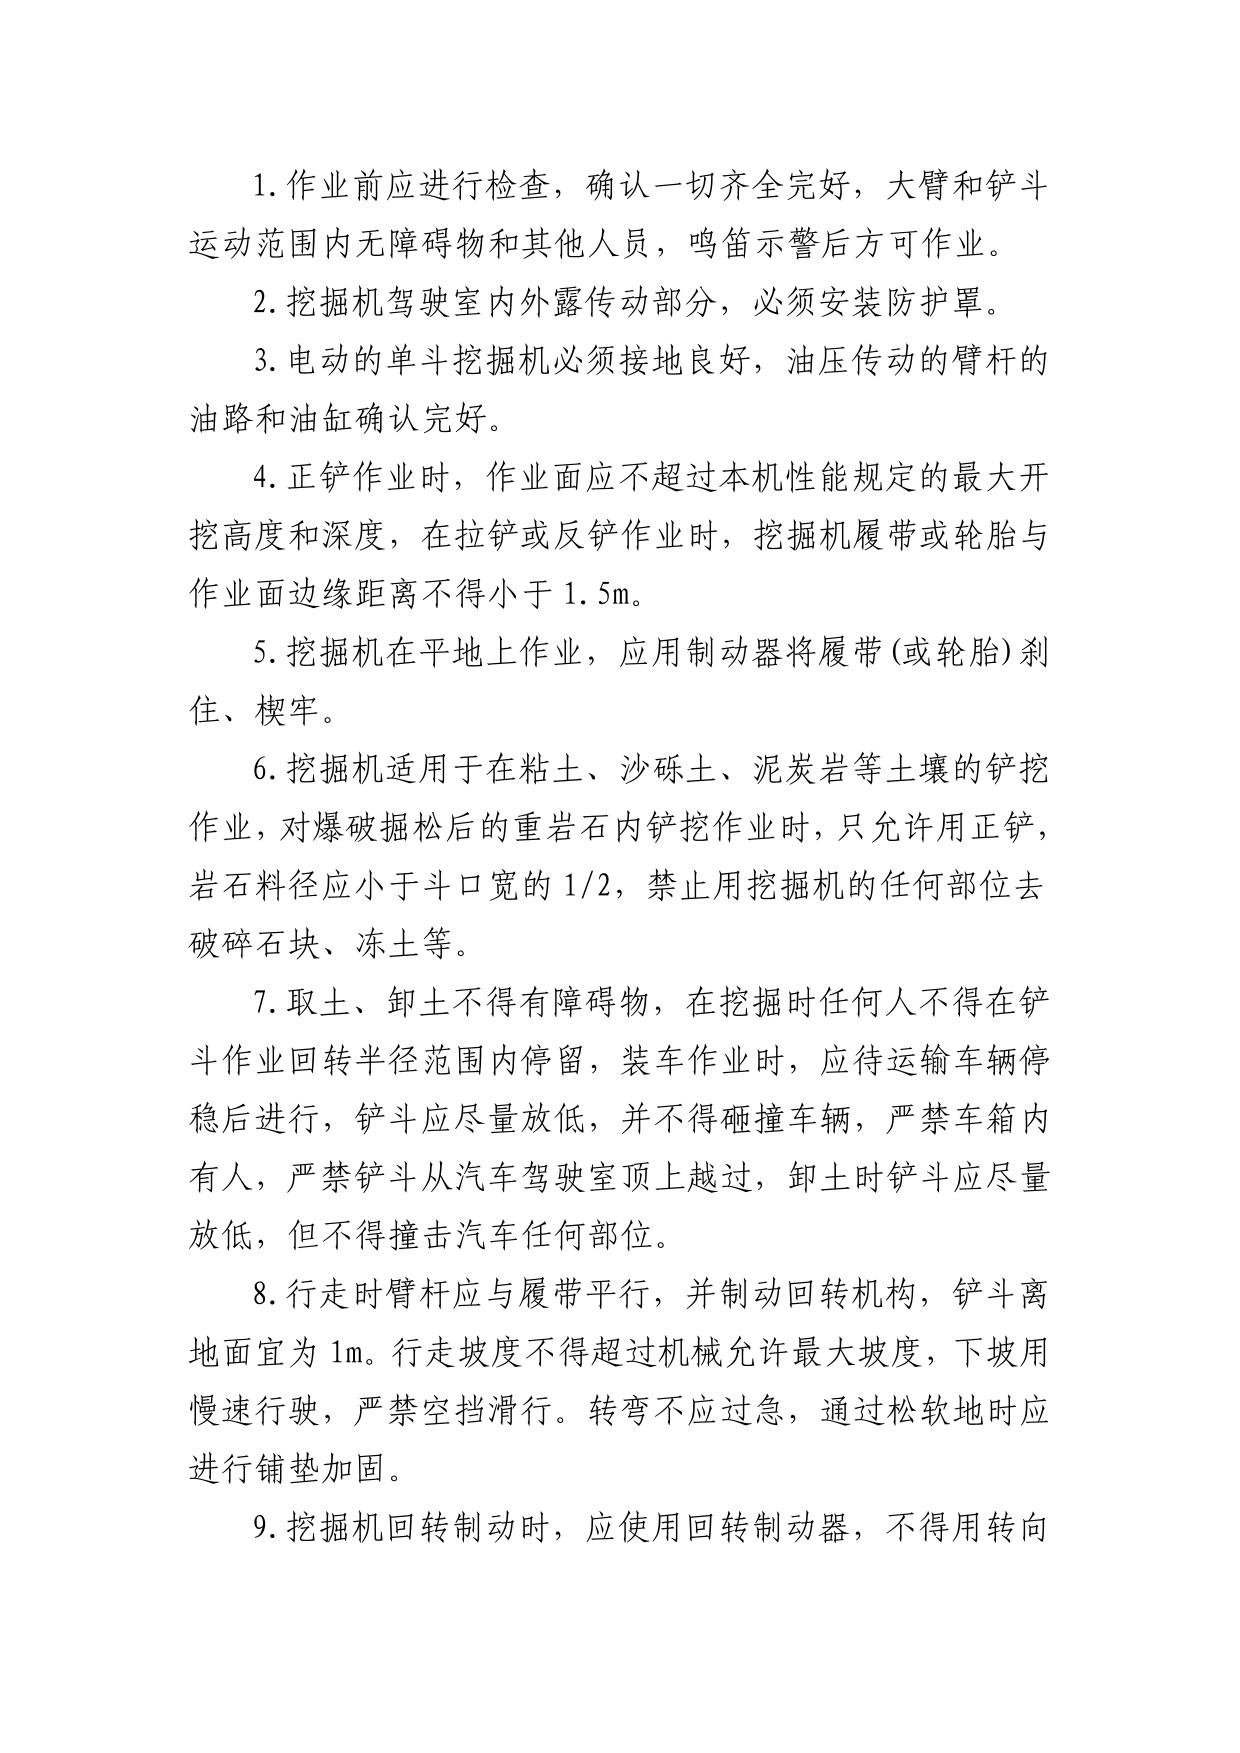 1.作业前应进行检查，确认一切齐全完好，大臂和铲斗
运动范围内无障碍物和其他人员，鸣笛示警后方可作业。
2.挖掘机驾驶室内外露传动部分，必须安装防护罩。
3.电动的单斗挖掘机必须接地良好，油压传动的臂杆的
油路和油缸确认完好。
4.正铲作业时，作业面应不超过本机性能规定的最大开
挖高度和深度，在拉铲或反铲作业时，挖掘机履带或轮胎与
作业面边缘距离不得小于1.5m。
5.挖掘机在平地上作业，应用制动器将履带(或轮胎)刹
住、楔牢。
6.挖掘机适用于在粘土、沙砾土、泥炭岩等土壤的铲挖
作业，对爆破掘松后的重岩石内铲挖作业时，只允许用正铲，
岩石料径应小于斗口宽的1/2，禁止用挖掘机的任何部位去
破碎石块、冻土等。
7.取土、卸土不得有障碍物，在挖掘时任何人不得在铲
斗作业回转半径范围内停留，装车作业时，应待运输车辆停
稳后进行，铲斗应尽量放低，并不得砸撞车辆，严禁车箱内
有人，严禁铲斗从汽车驾驶室顶上越过，卸土时铲斗应尽量
放低，但不得撞击汽车任何部位。
8.行走时臂杆应与履带平行，并制动回转机构，铲斗离
地面宜为1m。行走坡度不得超过机械允许最大坡度，下坡用
慢速行驶，严禁空挡滑行。转弯不应过急，通过松软地时应
进行铺垫加固。
9.挖掘机回转制动时，应使用回转制动器，不得用转向